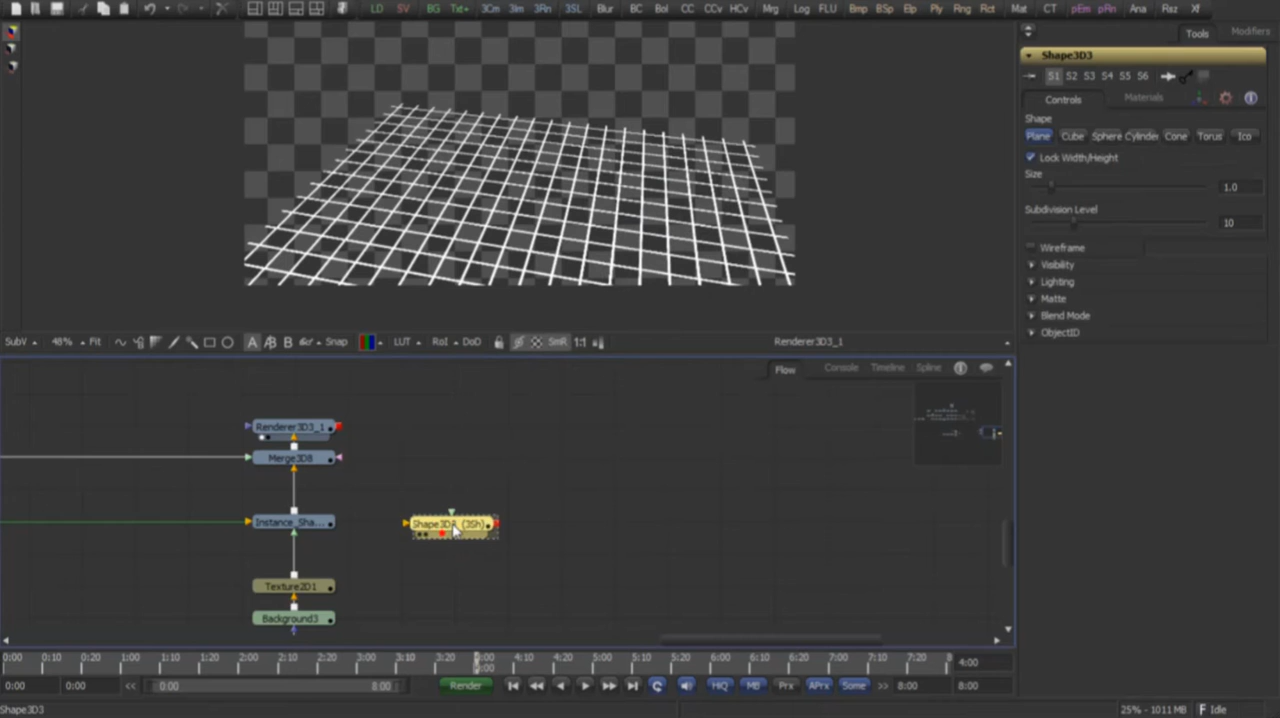 LD SV BG Txt+ 3Cm 3Im 3Rn 3SL Blur BC Bol CC CCv HCv Mrg Log FLU Bmp BSp Elp Ply Rng Rct Mat CT pEm pRn Ana Rsz Xf
Tools Modifiers
Shape3D3
S1 S2 S3 S4 S5 S6
Controls Materials
Shape
Plane Cube Sphere Cylinder Cone Torus Ico
Lock Width/Height
Size
1.0
Subdivision Level
10
Wireframe
Visibility
Lighting
Matte
Blend Mode
ObjectID
SubV 48% Fit A B Snap LUT RoI DoD SmR 1:1 Renderer3D3_1
Flow Console Timeline Spline
Renderer3D3_1
Merge3D8
Instance_Sha...
Shape3D3 (3Sh)
Texture2D1
Background3
0:00 0:10 0:20 1:00 1:10 1:20 2:00 2:10 2:20 3:00 3:10 3:20 4:10 4:20 5:00 5:10 5:20 6:00 6:10 6:20 7:00 7:10 7:20 8
4:00
0:00 0:00 << 0:00 8:00 Render HiQ MB Prx APrx Some >> 8:00 8:00
Shape3D3 25% - 1011 MB Idle